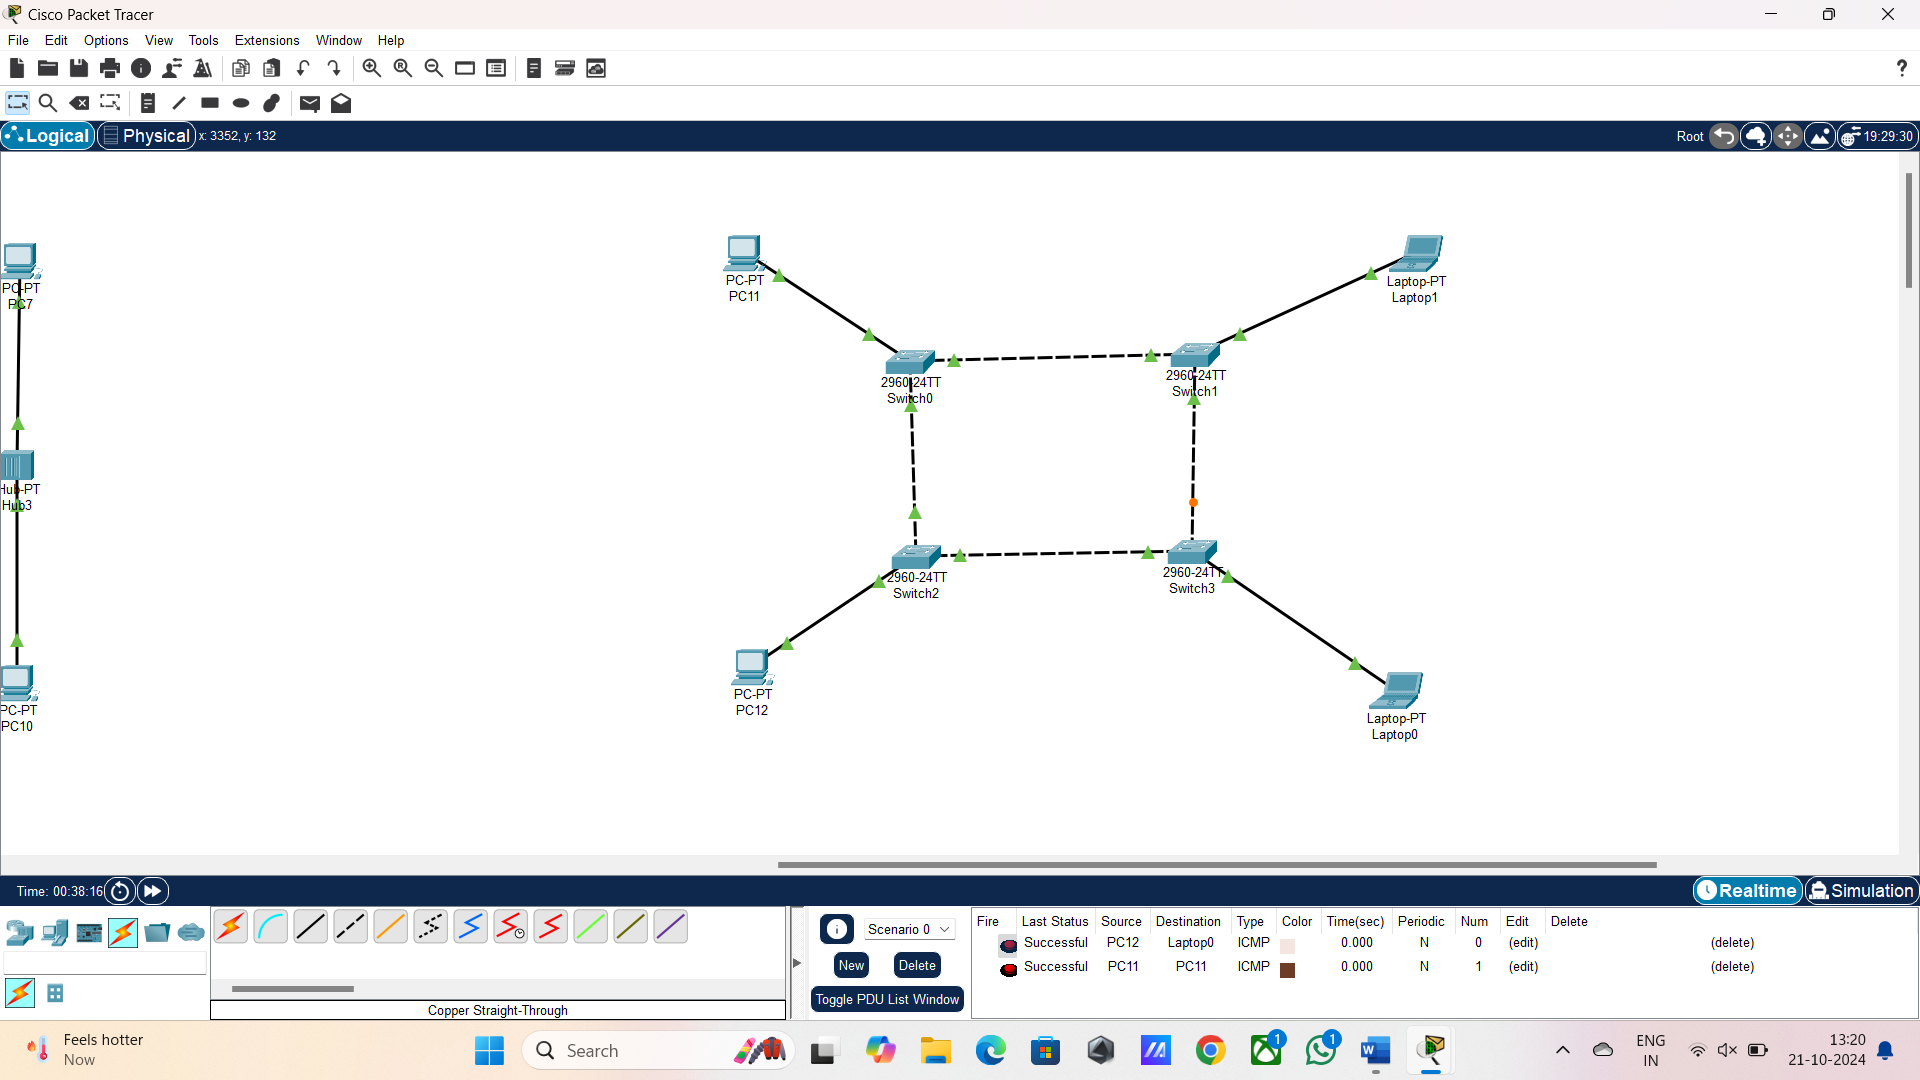 Cisco Packet Tracer
File Edit Options View Tools Extensions Window Help
?
Logical Physical x: 3352, y: 132 Root 19:29:30
PC-PT
PC7
Hub-PT
Hub3
PC-PT
PC10
PC-PT
PC11
Laptop-PT
Laptop1
2960-24TT
Switch0
2960-24TT
Switch1
2960-24TT
Switch2
2960-24TT
Switch3
PC-PT
PC12
Laptop-PT
Laptop0
Time: 00:38:16 Realtime Simulation
Copper Straight-Through
Scenario 0
New Delete
Toggle PDU List Window
Fire Last Status Source Destination Type Color Time(sec) Periodic Num Edit Delete
Successful PC12 Laptop0 ICMP 0.000 N 0 (edit) (delete)
Successful PC11 PC11 ICMP 0.000 N 1 (edit) (delete)
Feels hotter
Now
Search
1
1
ENG
IN
13:20
21-10-2024